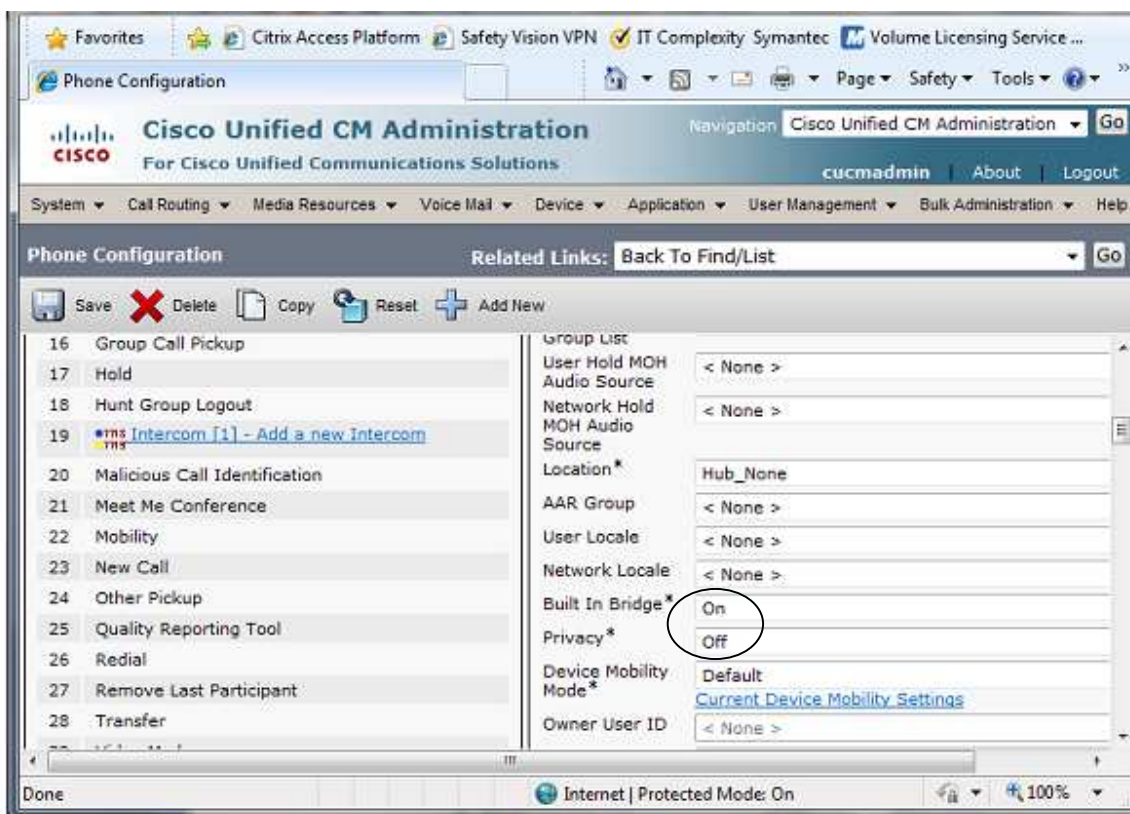 Favorites Citrix Access Platform Safety Vision VPN IT Complexity Symantec Volume Licensing Service ...
Phone Configuration Page Safety Tools
CISCO
Cisco Unified CM Administration
For Cisco Unified Communications Solutions
Navigation Cisco Unified CM Administration Go
cucmadmin | About | Logout
System Call Routing Media Resources Voice Mail Device Application User Management Bulk Administration Help
Phone Configuration Related Links: Back To Find/List Go
Save Delete Copy Reset Add New
16 Group Call Pickup
17 Hold
18 Hunt Group Logout
19 Intercom [1] - Add a new Intercom
20 Malicious Call Identification
21 Meet Me Conference
22 Mobility
23 New Call
24 Other Pickup
25 Quality Reporting Tool
26 Redial
27 Remove Last Participant
28 Transfer
Group List
User Hold MOH Audio Source < None >
Network Hold MOH Audio Source < None >
Location* Hub_None
AAR Group < None >
User Locale < None >
Network Locale < None >
Built In Bridge* On
Privacy* Off
Device Mobility Mode* Default
Current Device Mobility Settings
Owner User ID < None >
Done Internet | Protected Mode: On 100%